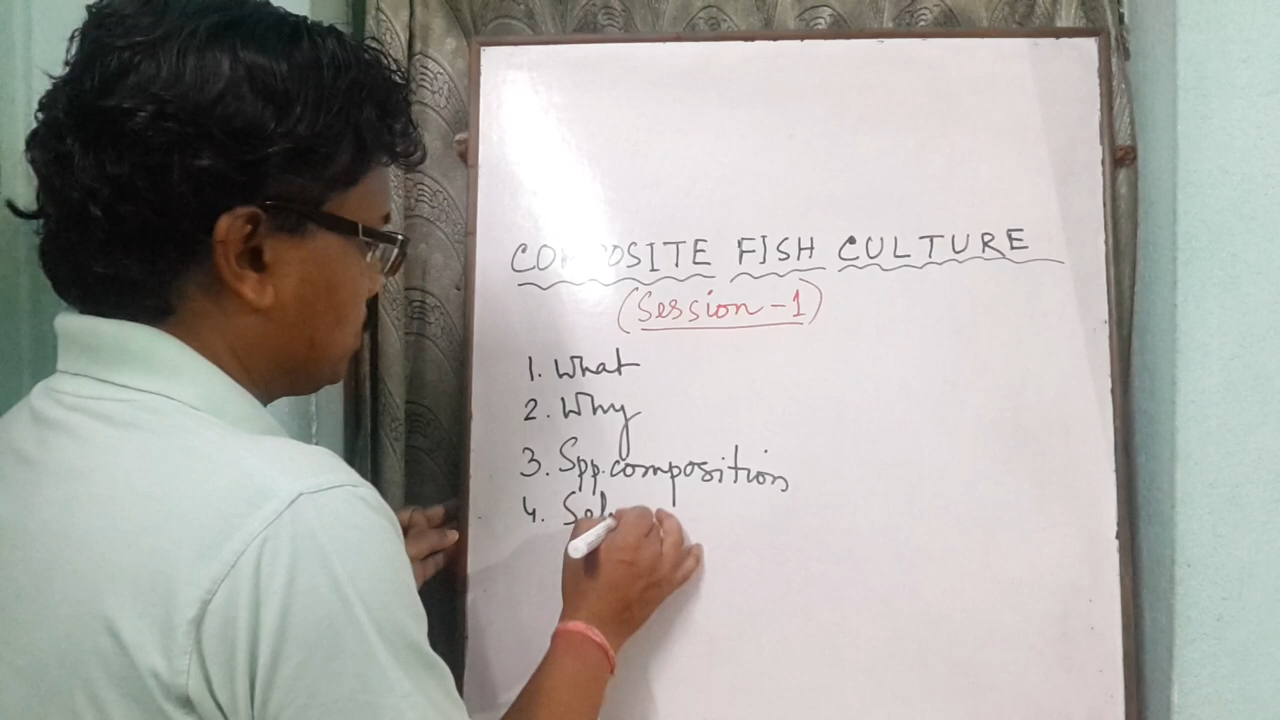 COMPOSITE FISH CULTURE
(Session-1)
1. What
2. Why
3. Spp. composition
4. Sel